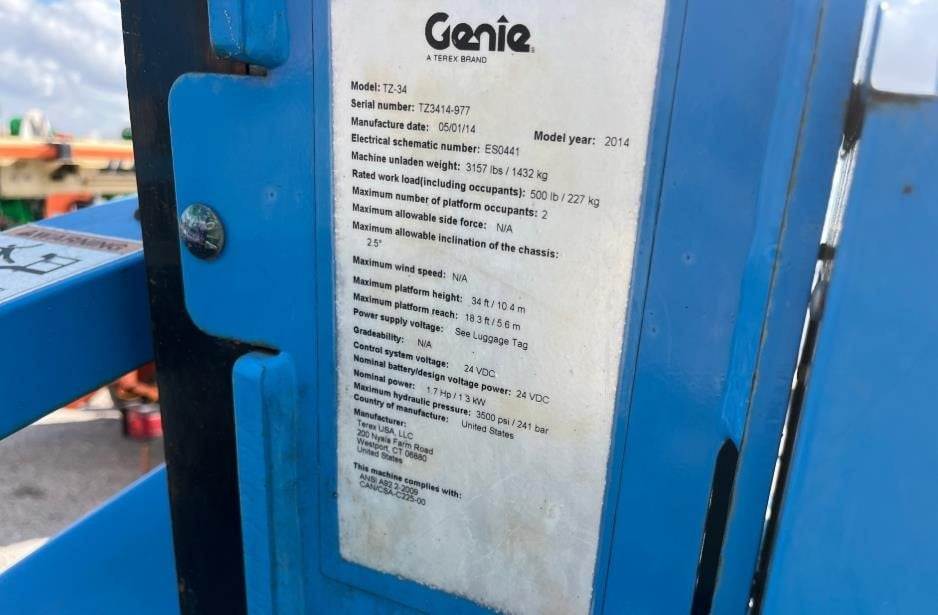 Genie
A TEREX BRAND
Model: TZ-34
Serial number: TZ3414-977
Manufacture date: 05/01/14 Model year: 2014
Electrical schematic number: ES0441
Machine unladen weight: 3157 lbs / 1432 kg
Rated work load(including occupants): 500 lb / 227 kg
Maximum number of platform occupants: 2
Maximum allowable side force: N/A
Maximum allowable inclination of the chassis:
2.5°
Maximum wind speed: N/A
Maximum platform height: 34 ft / 10.4 m
Maximum platform reach: 18.3 ft / 5.6 m
Power supply voltage: See Luggage Tag
Gradeability: N/A
Control system voltage: 24 VDC
Nominal battery/design voltage power: 24 VDC
Nominal power: 1.7 Hp / 1.3 kW
Maximum hydraulic pressure: 3500 psi / 241 bar
Country of manufacture: United States
Manufacturer:
Terex USA, LLC
200 Nyala Farm Road
Westport, CT 06880
United States
This machine complies with:
ANSI A92.2-2009
CAN/CSA-C225-00
WARNING